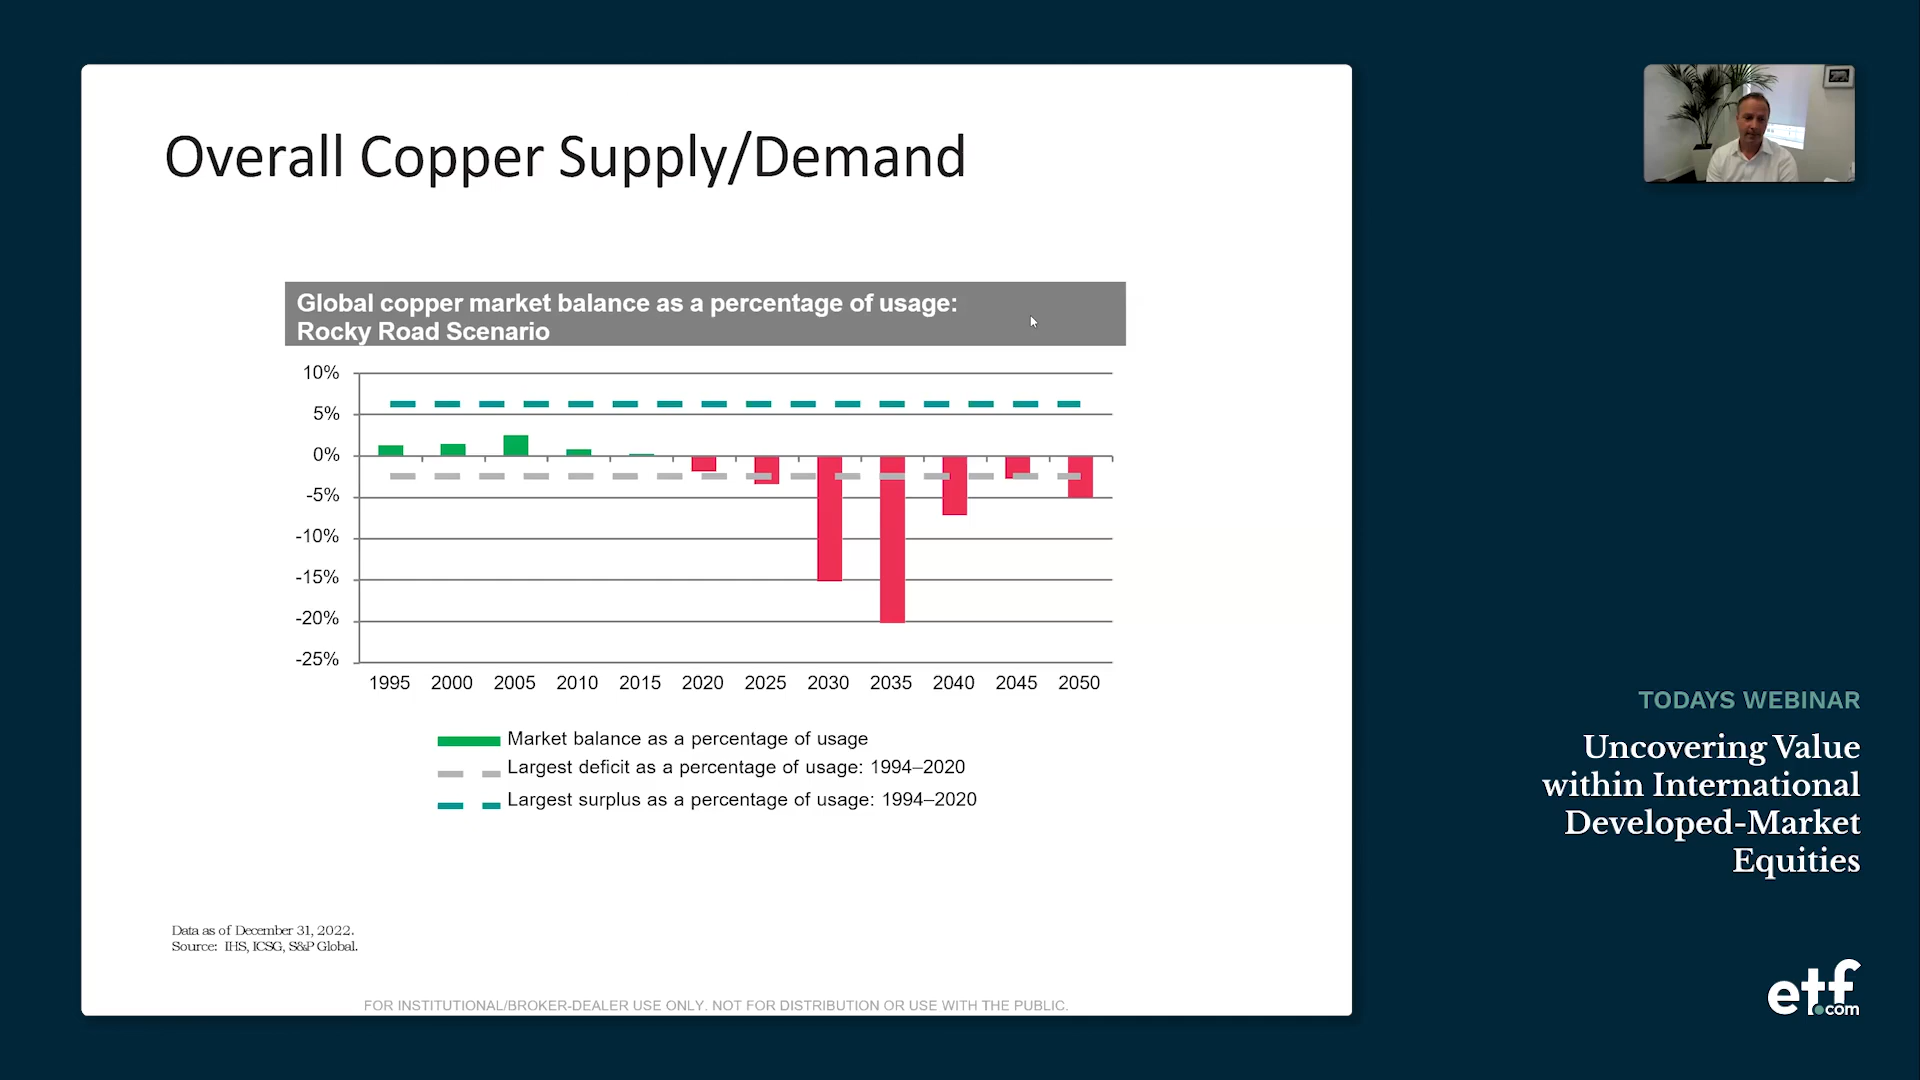 Overall Copper Supply/Demand
Global copper market balance as a percentage of usage:
Rocky Road Scenario
10%
5%
0%
-5%
-10%
-15%
-20%
-25%
1995 2000 2005 2010 2015 2020 2025 2030 2035 2040 2045 2050
Market balance as a percentage of usage
Largest deficit as a percentage of usage: 1994–2020
Largest surplus as a percentage of usage: 1994–2020
Data as of December 31, 2022.
Source: IHS, ICSG, S&P Global.
FOR INSTITUTIONAL/BROKER-DEALER USE ONLY. NOT FOR DISTRIBUTION OR USE WITH THE PUBLIC.
TODAYS WEBINAR
Uncovering Value
within International
Developed-Market
Equities
etf
.com